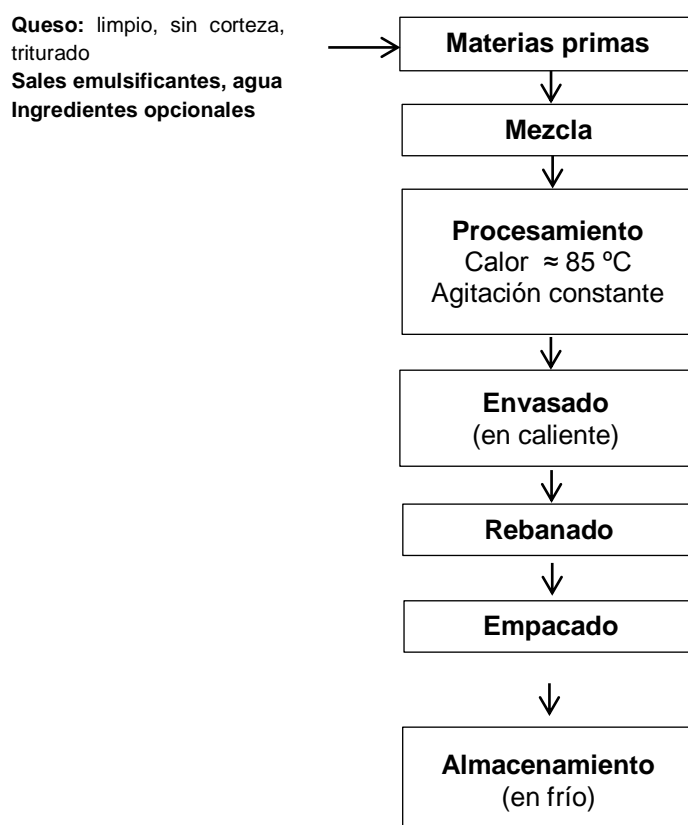 Queso: limpio, sin corteza,
triturado
Sales emulsificantes, agua
Ingredientes opcionales
Materias primas
Mezcla
Procesamiento
Calor ≈ 85 ºC
Agitación constante
Envasado
(en caliente)
Rebanado
Empacado
Almacenamiento
(en frío)